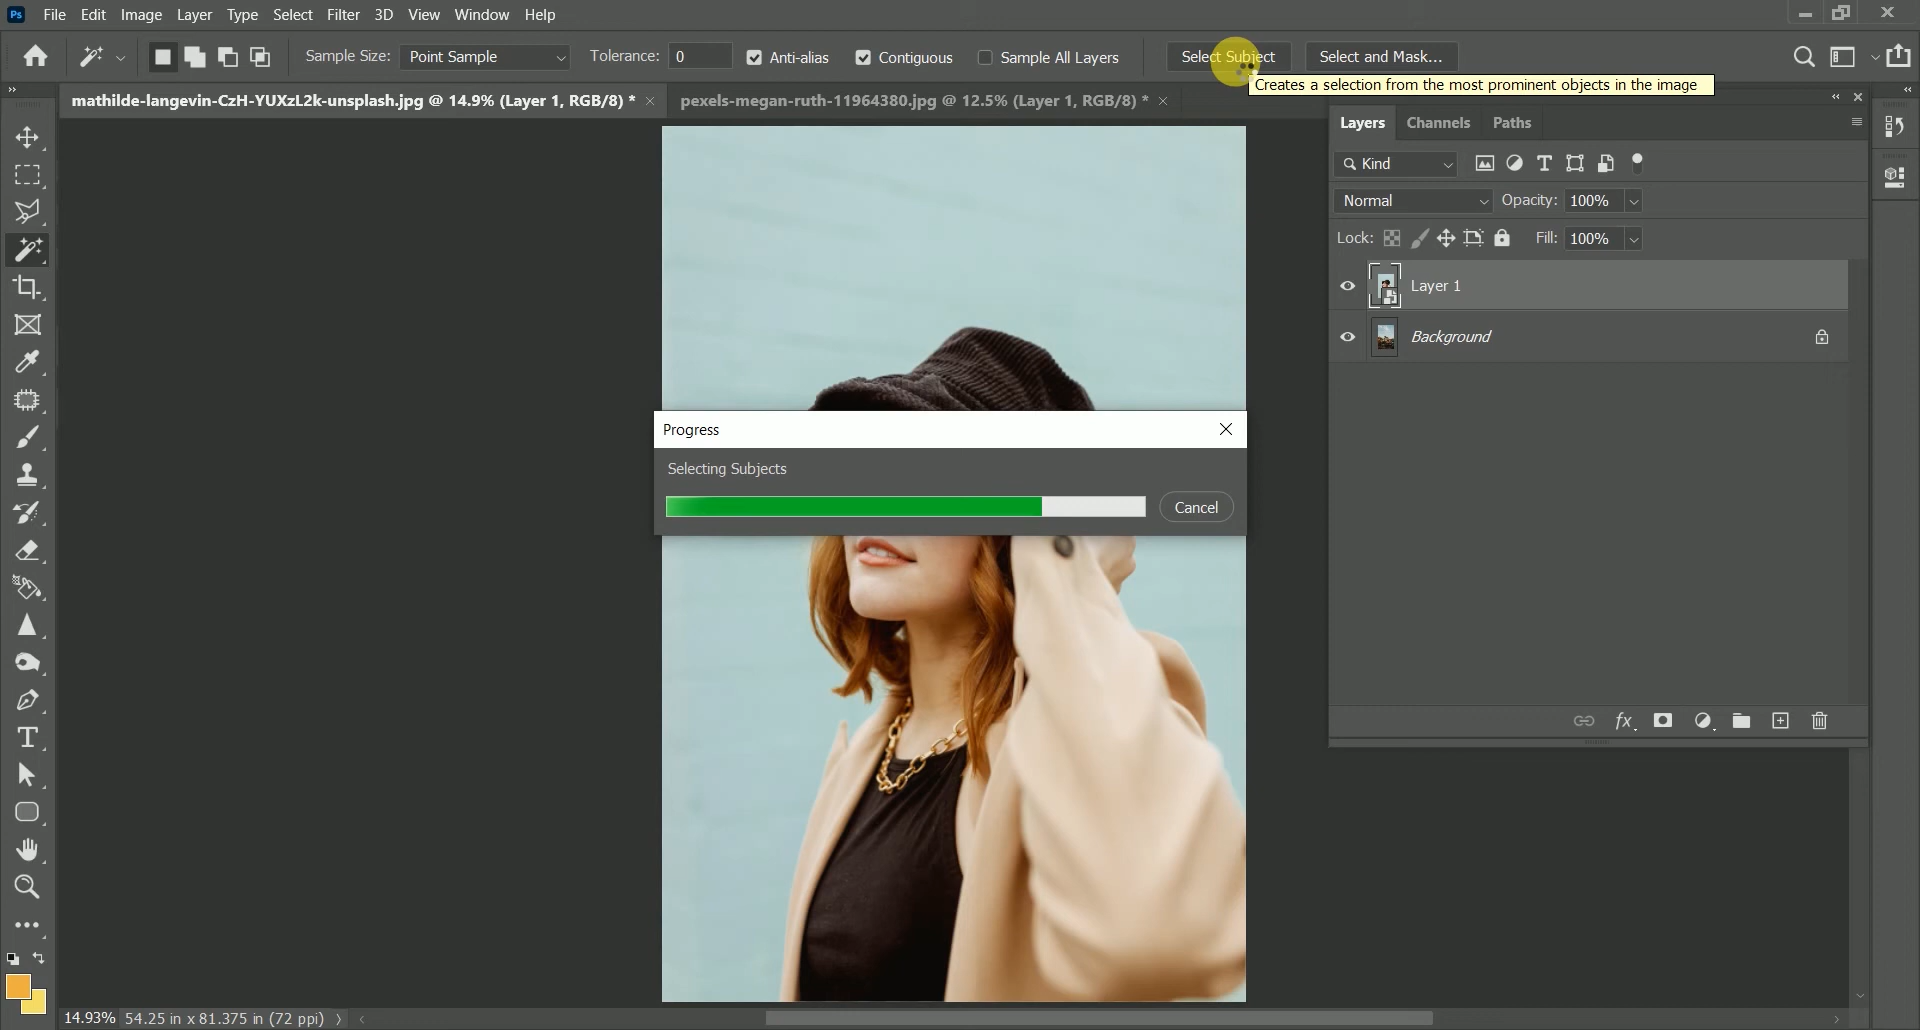 Ps File Edit Image Layer Type Select Filter 3D View Window Help
Sample Size: Point Sample Tolerance: 0 Anti-alias Contiguous Sample All Layers Select Subject Select and Mask...
Creates a selection from the most prominent objects in the image
mathilde-langevin-CzH-YUXzL2k-unsplash.jpg @ 14.9% (Layer 1, RGB/8) * pexels-megan-ruth-11964380.jpg @ 12.5% (Layer 1, RGB/8) *
Layers Channels Paths
Kind
Normal Opacity: 100%
Lock: Fill: 100%
Layer 1
Background
Progress
Selecting Subjects
Cancel
fx
14.93% 54.25 in x 81.375 in (72 ppi)